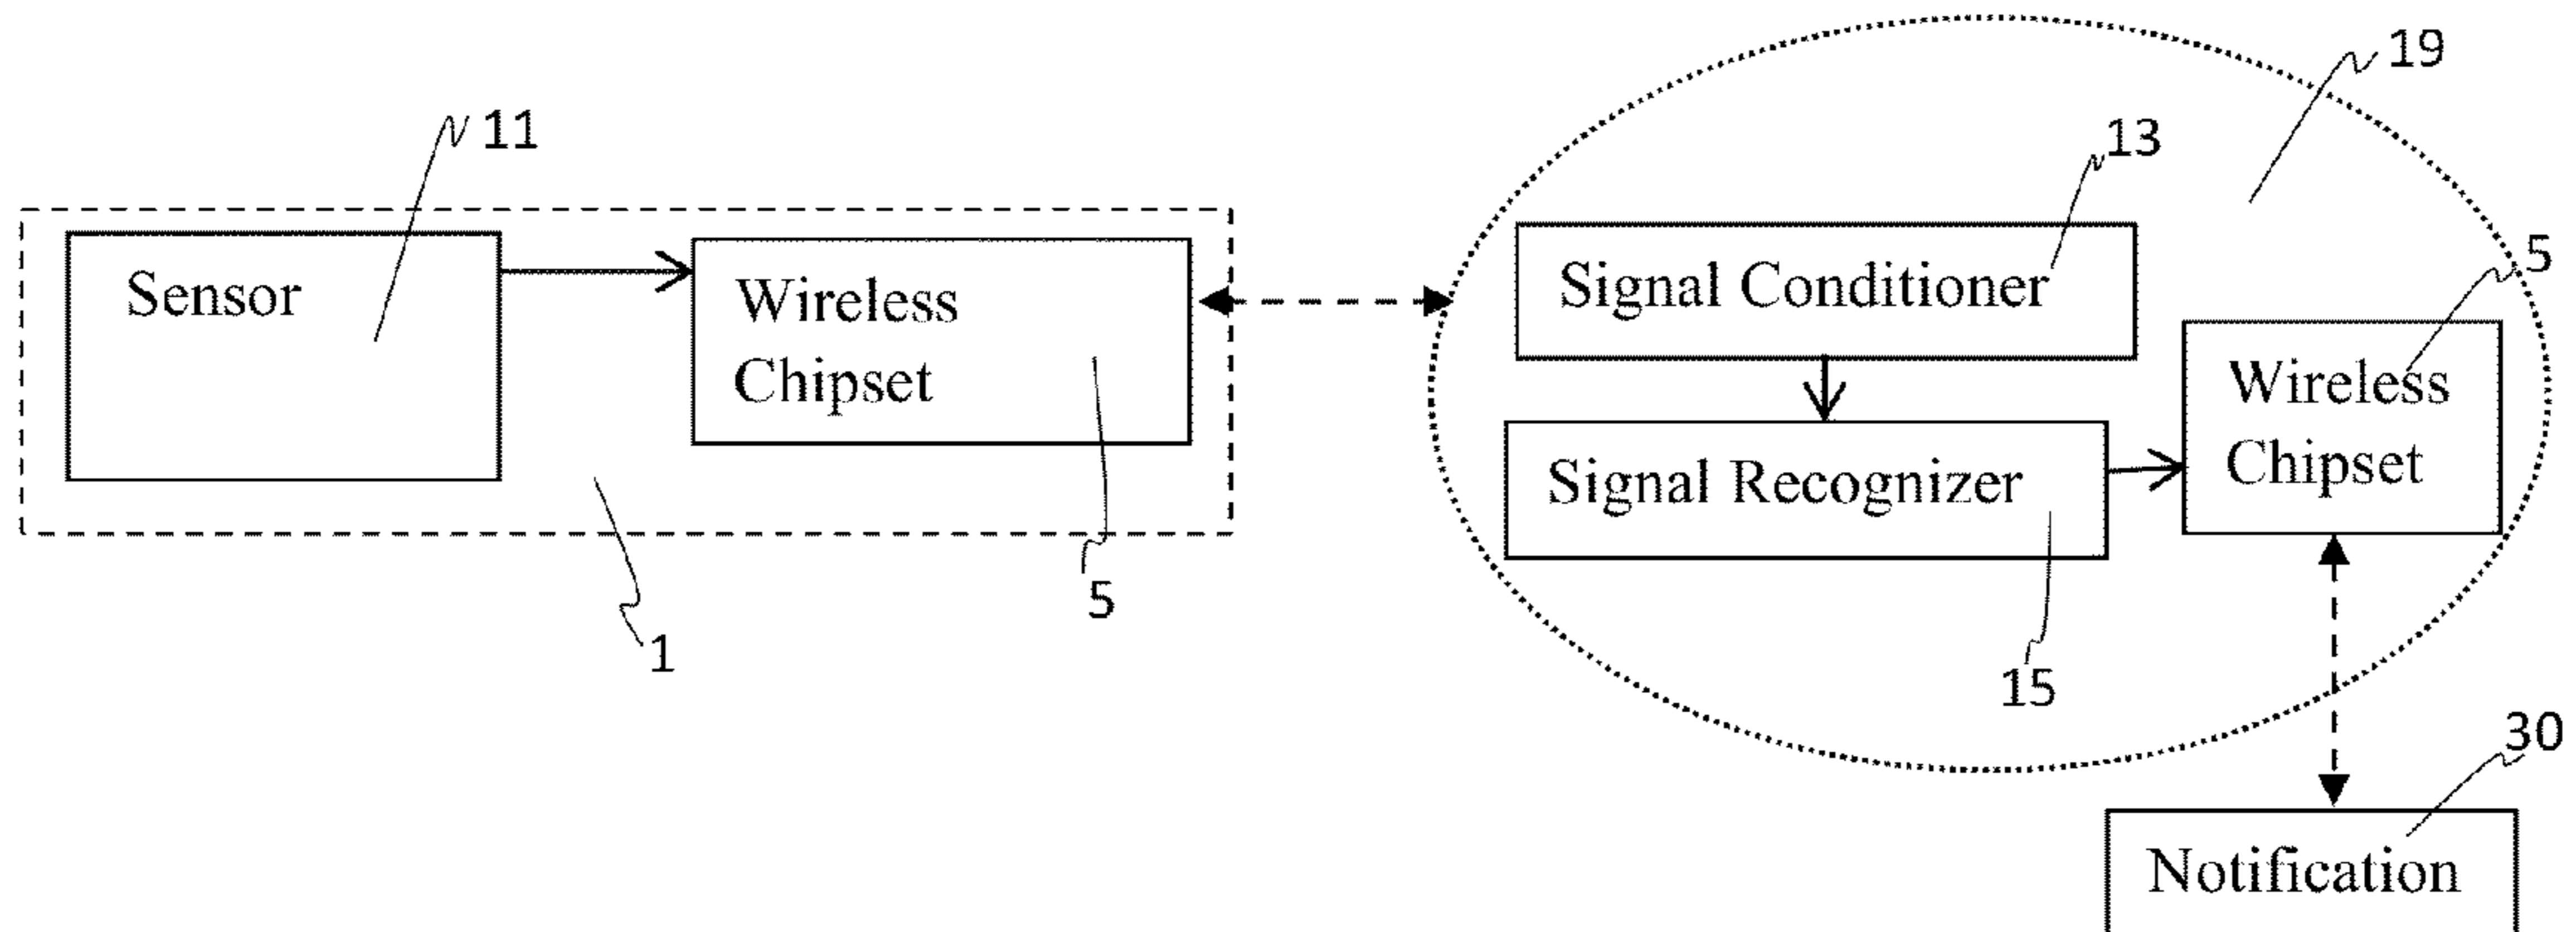 19
11
13
Sensor
Wireless
Chipset
Signal Conditioner
5
Wireless
Chipset
Signal Recognizer
5
1
15
30
Notification